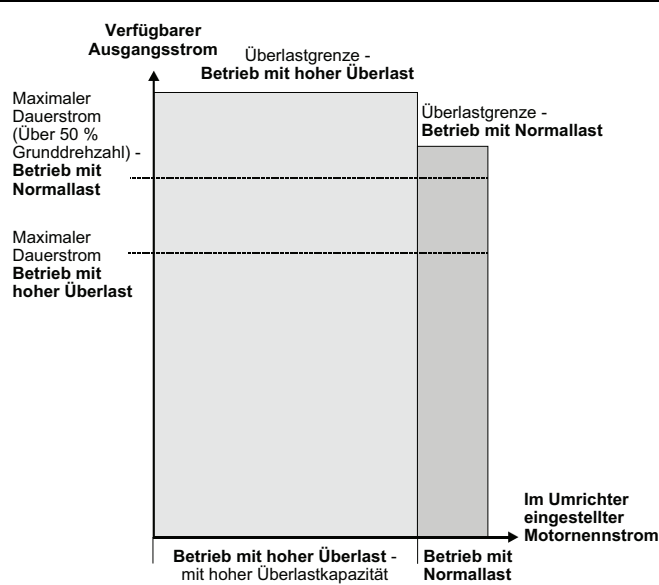 Verfügbarer
Ausgangsstrom
Überlastgrenze -
Betrieb mit hoher Überlast
Maximaler
Dauerstrom
(Über 50 %
Grunddrehzahl) -
Betrieb mit
Normallast
Überlastgrenze -
Betrieb mit Normallast
Maximaler
Dauerstrom
Betrieb mit
hoher Überlast
Im Umrichter
eingestellter
Motornennstrom
Betrieb mit hoher Überlast -
mit hoher Überlastkapazität
Betrieb mit
Normallast